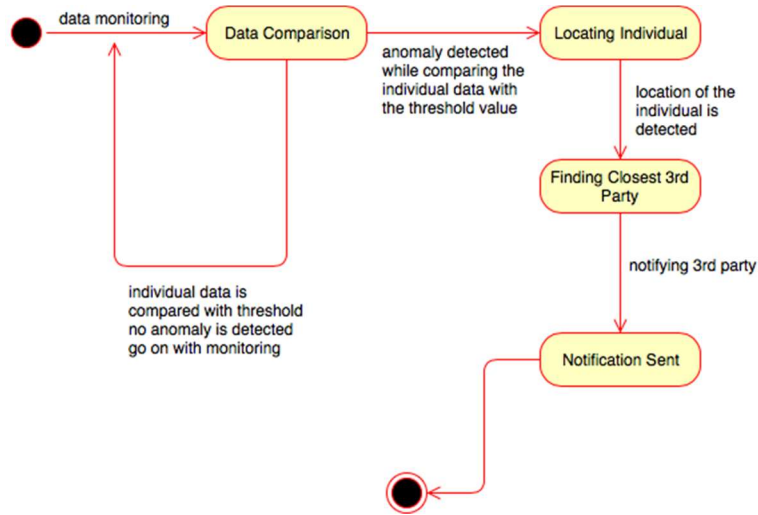 data monitoring
Data Comparison
anomaly detected
while comparing the
individual data with
the threshold value
Locating Individual
location of the
individual is
detected
Finding Closest 3rd
Party
notifying 3rd party
individual data is
compared with threshold
no anomaly is detected
go on with monitoring
Notification Sent